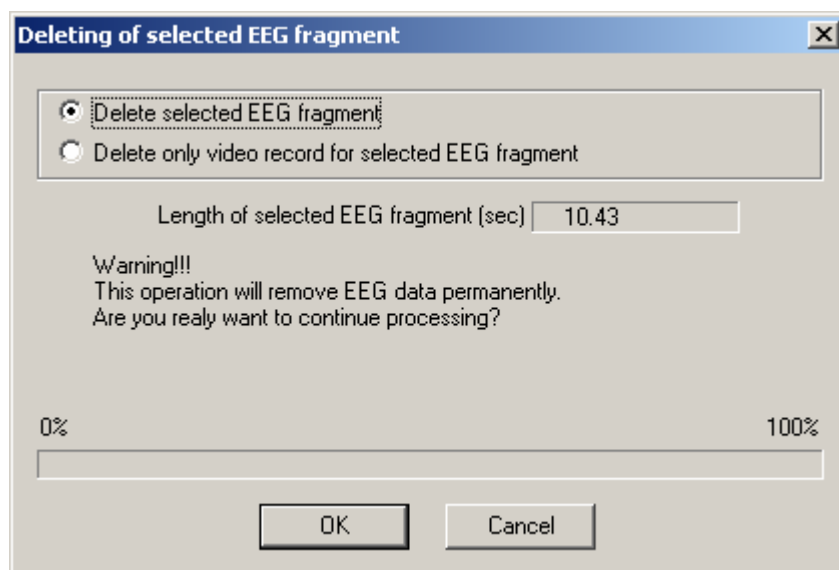 Deleting of selected EEG fragment
Delete selected EEG fragment
Delete only video record for selected EEG fragment
Length of selected EEG fragment (sec) 10.43
Warning!!!
This operation will remove EEG data permanently.
Are you realy want to continue processing?
0% 100%
OK Cancel